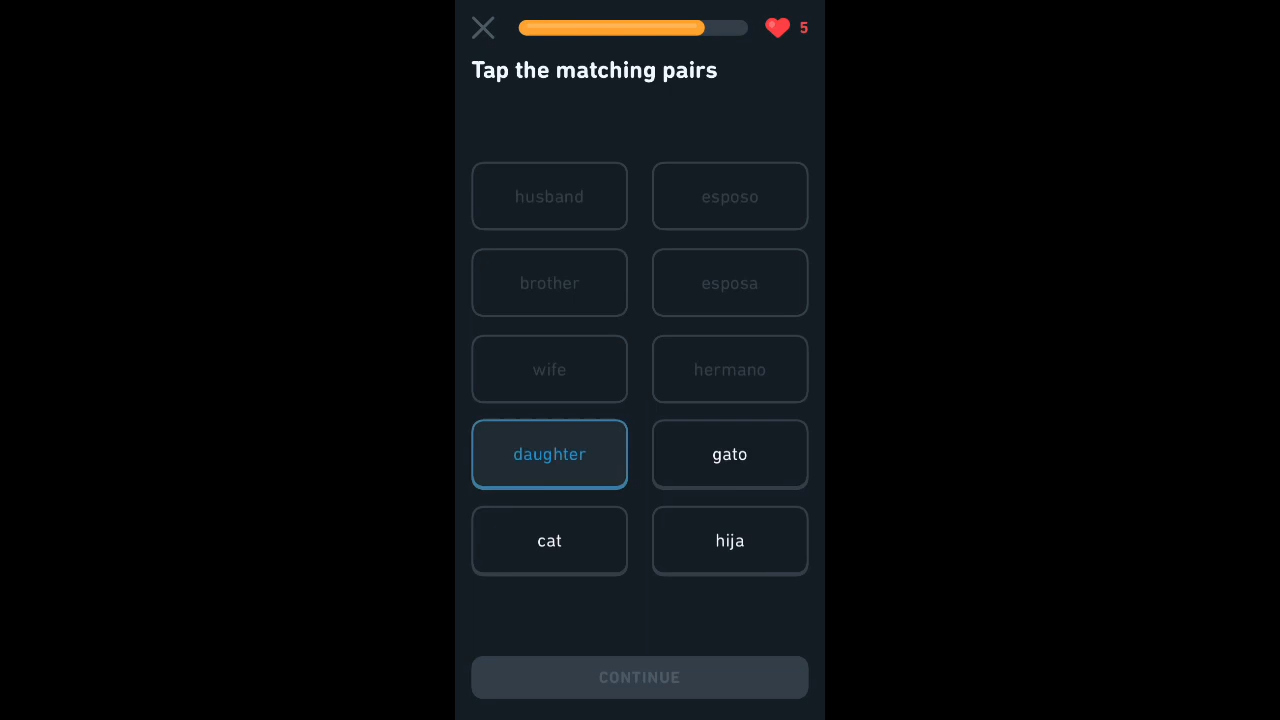 5
Tap the matching pairs
husband esposo
brother esposa
wife hermano
daughter gato
cat hija
CONTINUE